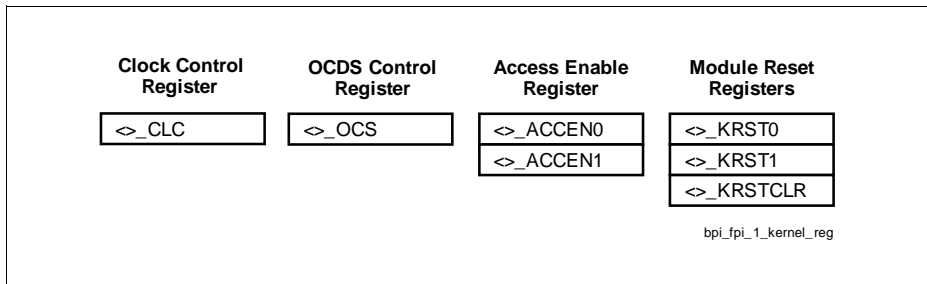 Clock Control
Register
OCDS Control
Register
Access Enable
Register
Module Reset
Registers
<>_CLC
<>_OCS
<>_ACCEN0
<>_KRST0
<>_ACCEN1
<>_KRST1
<>_KRSTCLR
bpi_fpi_1_kernel_reg